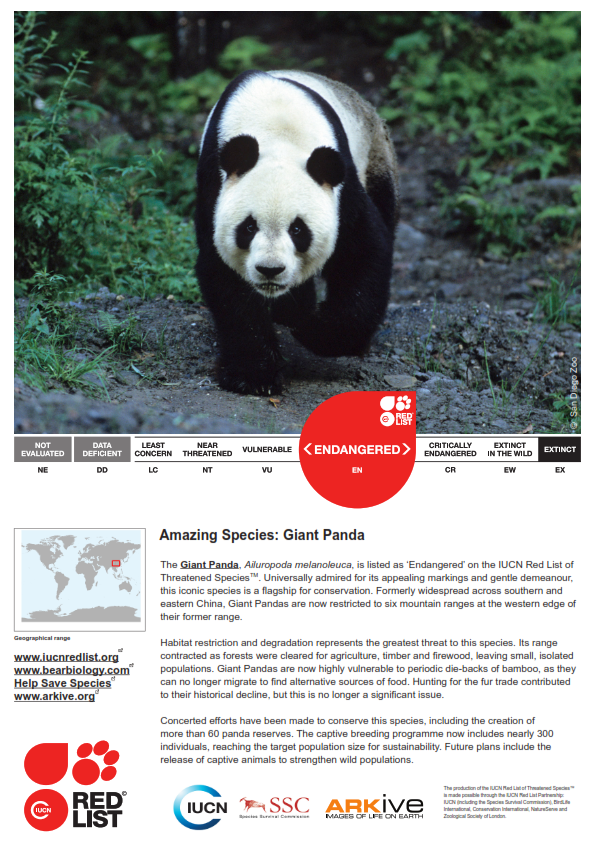 © San Diego Zoo
RED
LIST
NOT
EVALUATED
DATA
DEFICIENT
LEAST
CONCERN
NEAR
THREATENED
VULNERABLE
< ENDANGERED >
CRITICALLY
ENDANGERED
EXTINCT
IN THE WILD
EXTINCT
NE
DD
LC
NT
VU
EN
CR
EW
EX
Geographical range
www.iucnredlist.org
www.bearbiology.com
Help Save Species
www.arkive.org
Amazing Species: Giant Panda
The Giant Panda, Ailuropoda melanoleuca, is listed as ‘Endangered’ on the IUCN Red List of
Threatened Species™. Universally admired for its appealing markings and gentle demeanour,
this iconic species is a flagship for conservation. Formerly widespread across southern and
eastern China, Giant Pandas are now restricted to six mountain ranges at the western edge of
their former range.
Habitat restriction and degradation represents the greatest threat to this species. Its range
contracted as forests were cleared for agriculture, timber and firewood, leaving small, isolated
populations. Giant Pandas are now highly vulnerable to periodic die-backs of bamboo, as they
can no longer migrate to find alternative sources of food. Hunting for the fur trade contributed
to their historical decline, but this is no longer a significant issue.
Concerted efforts have been made to conserve this species, including the creation of
more than 60 panda reserves. The captive breeding programme now includes nearly 300
individuals, reaching the target population size for sustainability. Future plans include the
release of captive animals to strengthen wild populations.
IUCN
RED©
LIST
IUCN
SSC
Species Survival Commission
ARKive
IMAGES OF LIFE ON EARTH
The production of the IUCN Red List of Threatened Species™
is made possible through the IUCN Red List Partnership:
IUCN (including the Species Survival Commission), BirdLife
International, Conservation International, NatureServe and
Zoological Society of London.